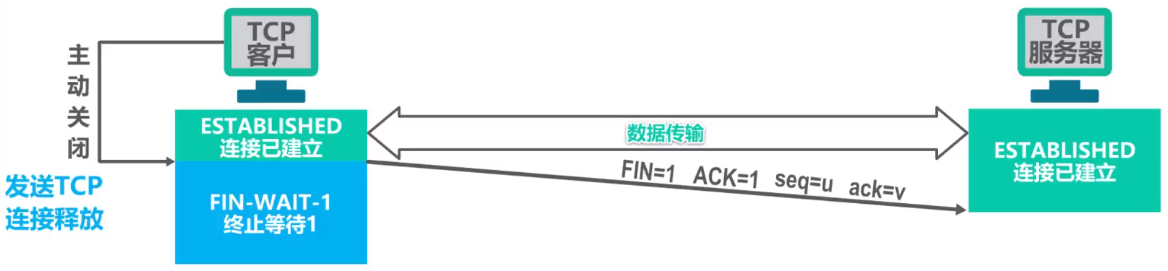 TCP
客户
TCP
服务器
主动关闭
ESTABLISHED
连接已建立
数据传输
FIN=1 ACK=1 seq=u ack=v
ESTABLISHED
连接已建立
发送TCP
连接释放
FIN-WAIT-1
终止等待1